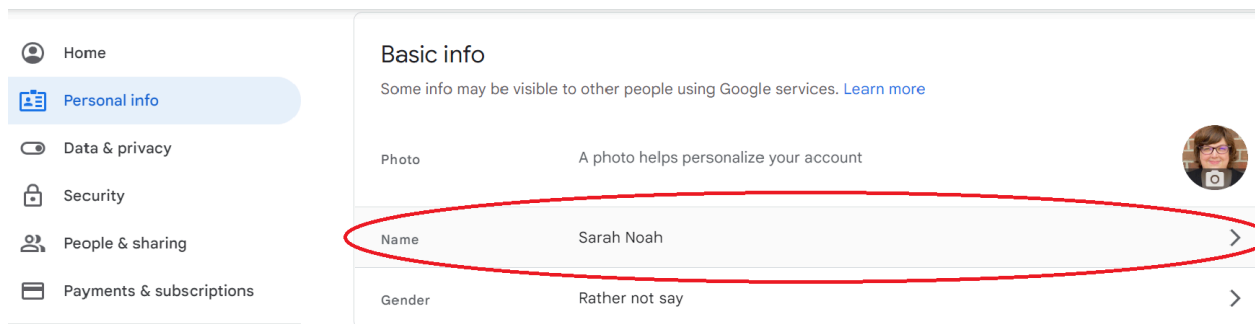 Home
Personal info
Data & privacy
Security
People & sharing
Payments & subscriptions
Basic info
Some info may be visible to other people using Google services. Learn more
Photo A photo helps personalize your account
Name Sarah Noah
Gender Rather not say